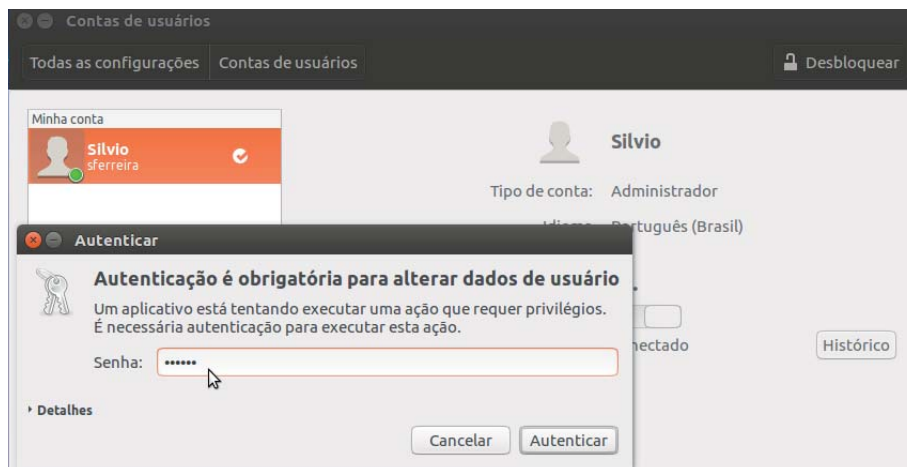 Contas de usuários
Todas as configurações Contas de usuários Desbloquear
Minha conta
Silvio
sferreira
Silvio
Tipo de conta: Administrador
Português (Brasil)
Autenticar
Autenticação é obrigatória para alterar dados de usuário
Um aplicativo está tentando executar uma ação que requer privilégios.
É necessária autenticação para executar esta ação.
Senha: ••••••
nectado
Histórico
Detalhes
Cancelar Autenticar